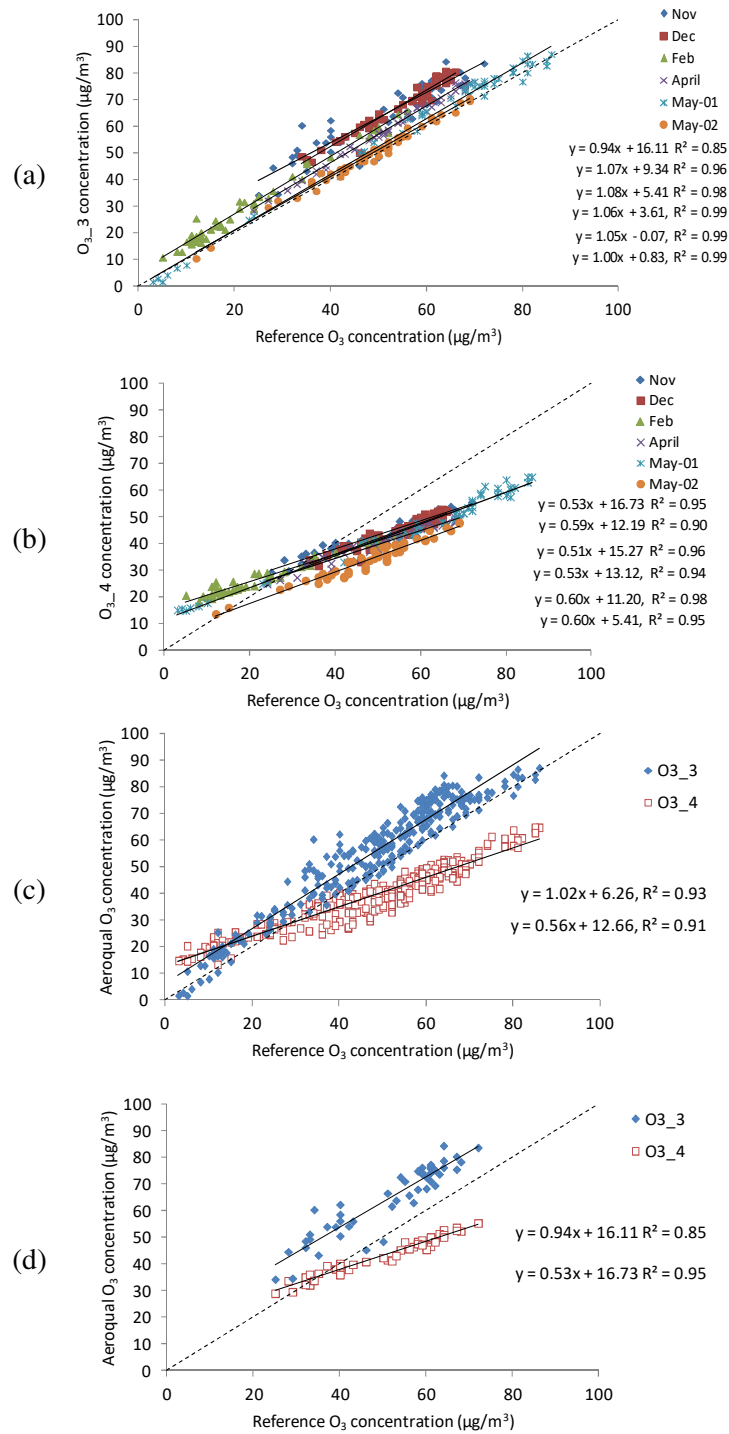 (a)
O₃_3 concentration (µg/m³)
100
90
80
70
60
50
40
30
20
10
0
20 40 60 80 100
Reference O₃ concentration (µg/m³)
Nov
Dec
Feb
April
May-01
May-02
y = 0.94x + 16.11 R² = 0.85
y = 1.07x + 9.34 R² = 0.96
y = 1.08x + 5.41 R² = 0.98
y = 1.06x + 3.61, R² = 0.99
y = 1.05x - 0.07, R² = 0.99
y = 1.00x + 0.83, R² = 0.99
(b)
O₃_4 concentration (µg/m³)
100
90
80
70
60
50
40
30
20
10
0
0 20 40 60 80 100
Reference O₃ concentration (µg/m³)
Nov
Dec
Feb
April
May-01
May-02
y = 0.53x + 16.73 R² = 0.95
y = 0.59x + 12.19 R² = 0.90
y = 0.51x + 15.27 R² = 0.96
y = 0.53x + 13.12, R² = 0.94
y = 0.60x + 11.20, R² = 0.98
y = 0.60x + 5.41, R² = 0.95
(c)
Aeroqual O₃ concentration (µg/m³)
100
90
80
70
60
50
40
30
20
10
0
0 20 40 60 80 100
Reference O₃ concentration (µg/m³)
O3_3
O3_4
y = 1.02x + 6.26, R² = 0.93
y = 0.56x + 12.66, R² = 0.91
(d)
Aeroqual O₃ concentration (µg/m³)
100
90
80
70
60
50
40
30
20
10
0
0 20 40 60 80 100
Reference O₃ concentration (µg/m³)
O3_3
O3_4
y = 0.94x + 16.11 R² = 0.85
y = 0.53x + 16.73 R² = 0.95